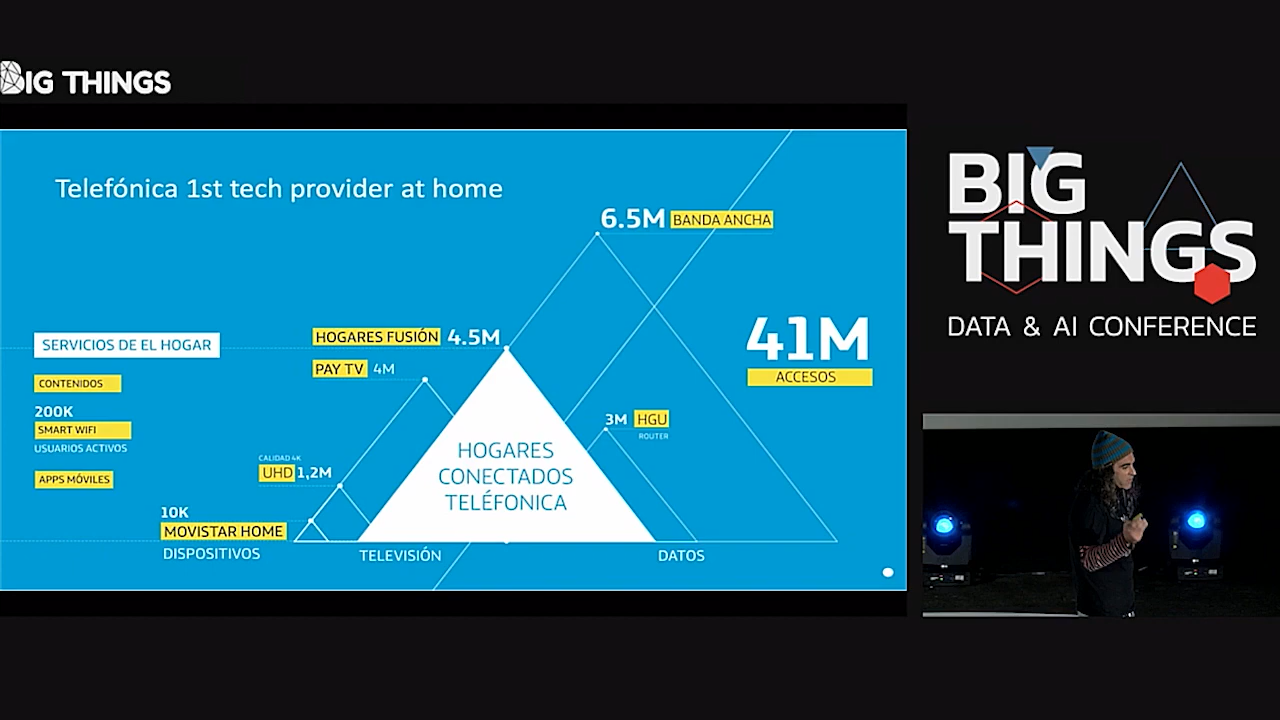 BIG THINGS
Telefónica 1st tech provider at home
6.5M BANDA ANCHA
HOGARES FUSIÓN 4.5M
PAY TV 4M
SERVICIOS DE EL HOGAR
CONTENIDOS
200K
SMART WIFI
USUARIOS ACTIVOS
APPS MÓVILES
CALIDAD 4K
UHD 1,2M
10K
MOVISTAR HOME
DISPOSITIVOS
HOGARES
CONECTADOS
TELÉFONICA
3M HGU
ROUTER
41M
ACCESOS
TELEVISIÓN
DATOS
BIG
THINGS
DATA & AI CONFERENCE